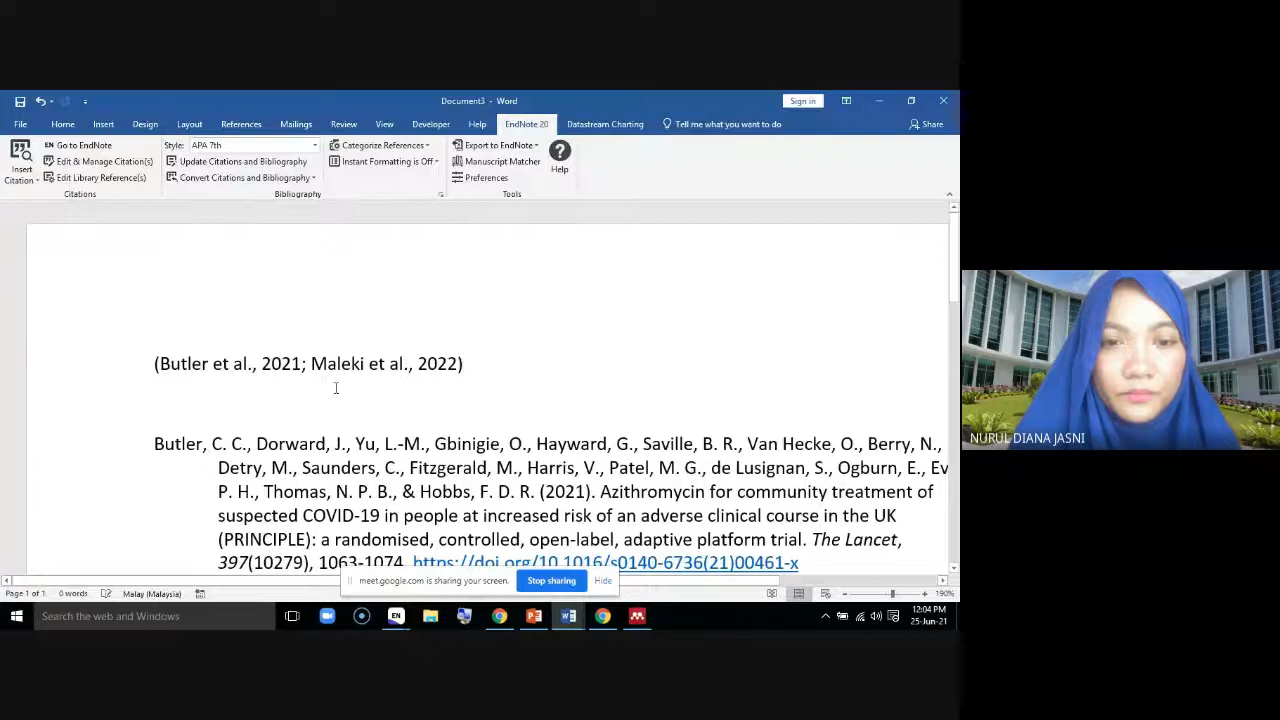 Document3 - Word
Sign in
File Home Insert Design Layout References Mailings Review View Developer Help EndNote 20 Datastream Charting Tell me what you want to do Share
Insert Citation
EN Go to EndNote
Edit & Manage Citation(s)
Edit Library Reference(s)
Citations
Style: APA 7th
Update Citations and Bibliography
Convert Citations and Bibliography
Categorize References
Instant Formatting is Off
Bibliography
Export to EndNote
Manuscript Matcher
Preferences
Help
Tools
(Butler et al., 2021; Maleki et al., 2022)
Butler, C. C., Dorward, J., Yu, L.-M., Gbinigie, O., Hayward, G., Saville, B. R., Van Hecke, O., Berry, N.,
Detry, M., Saunders, C., Fitzgerald, M., Harris, V., Patel, M. G., de Lusignan, S., Ogburn, E., Ev
P. H., Thomas, N. P. B., & Hobbs, F. D. R. (2021). Azithromycin for community treatment of
suspected COVID-19 in people at increased risk of an adverse clinical course in the UK
(PRINCIPLE): a randomised, controlled, open-label, adaptive platform trial. The Lancet,
397(10279), 1063-1074. https://doi.org/10.1016/s0140-6736(21)00461-x
NURUL DIANA JASNI
meet.google.com is sharing your screen. Stop sharing Hide
Page 1 of 1 0 words Malay (Malaysia) 190%
Search the web and Windows
EN
12:04 PM
25-Jun-21